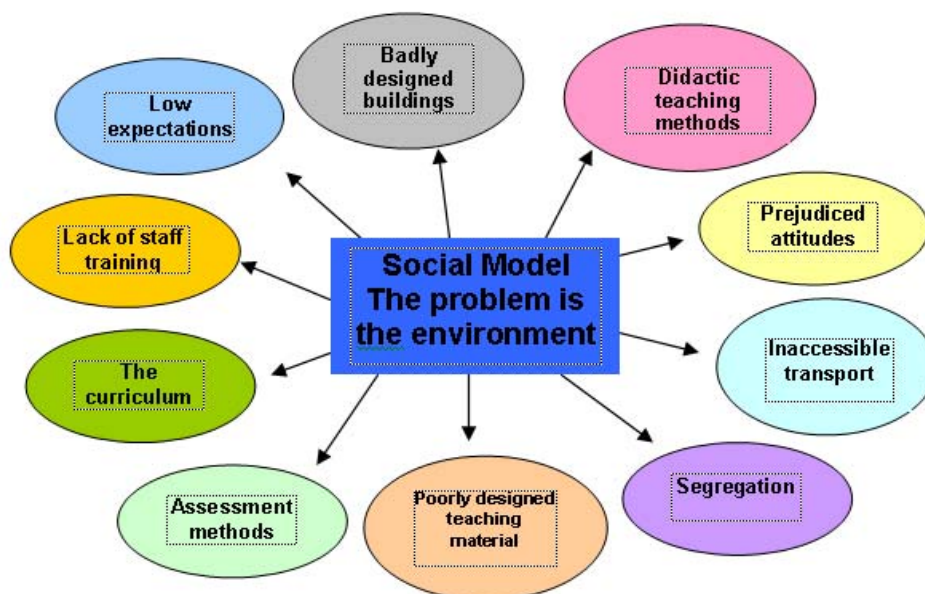 Badly
designed
buildings
Didactic
teaching
methods
Low
expectations
Prejudiced
attitudes
Lack of staff
training
Social Model
The problem is
the environment
Inaccessible
transport
The
curriculum
Segregation
Assessment
methods
Poorly designed
teaching
material